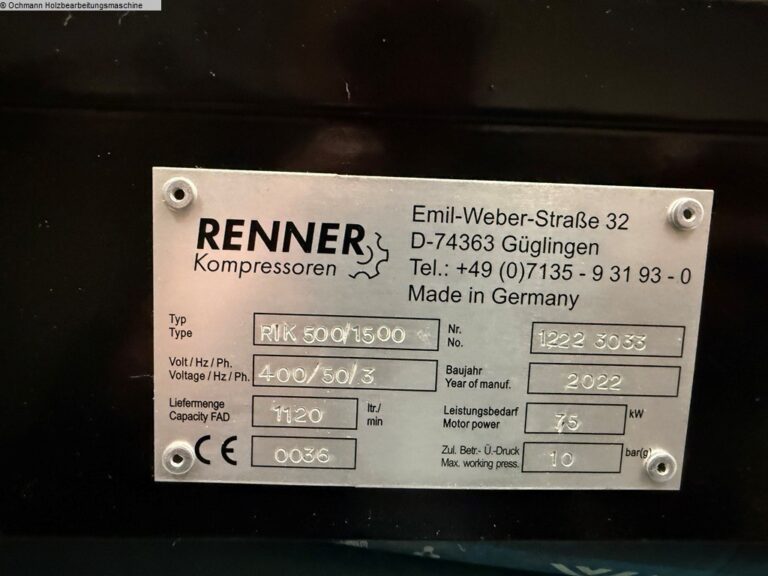 © Ochmann Holzbearbeitungsmaschine
RENNER
Kompressoren
Emil-Weber-Straße 32
D-74363 Güglingen
Tel.: +49 (0)7135 - 9 31 93 - 0
Made in Germany
Typ
Type
RIK 500/1500
Nr.
No.
1222 3033
Volt / Hz / Ph.
Voltage / Hz / Ph.
400/50/3
Baujahr
Year of manuf.
2022
Liefermenge
Capacity FAD
1120
ltr./
min
Leistungsbedarf
Motor power
7,5
kW
CE
0036
Zul. Betr.- Ü.-Druck
Max. working press.
10
bar(g)